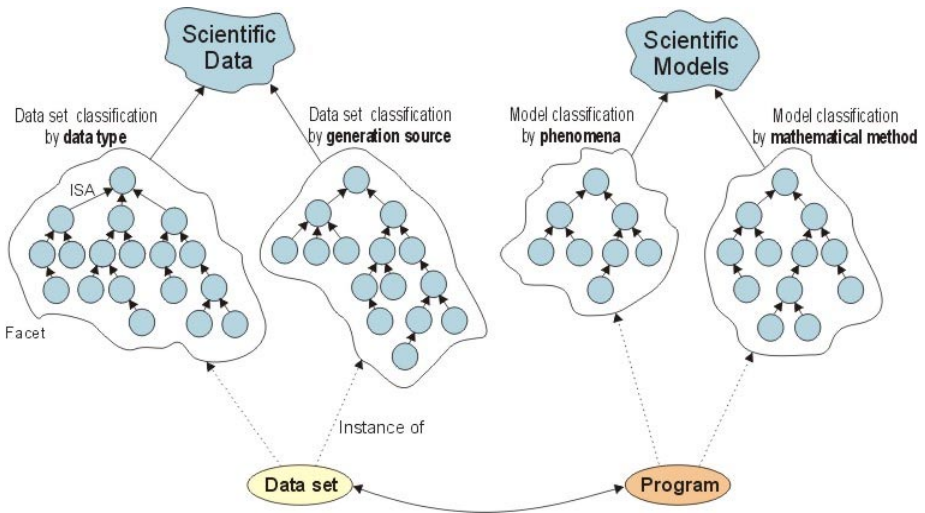 Scientific
Data
Scientific
Models
Data set classification
by data type
Data set classification
by generation source
Model classification
by phenomena
Model classification
by mathematical method
ISA
Facet
Instance of
Data set
Program